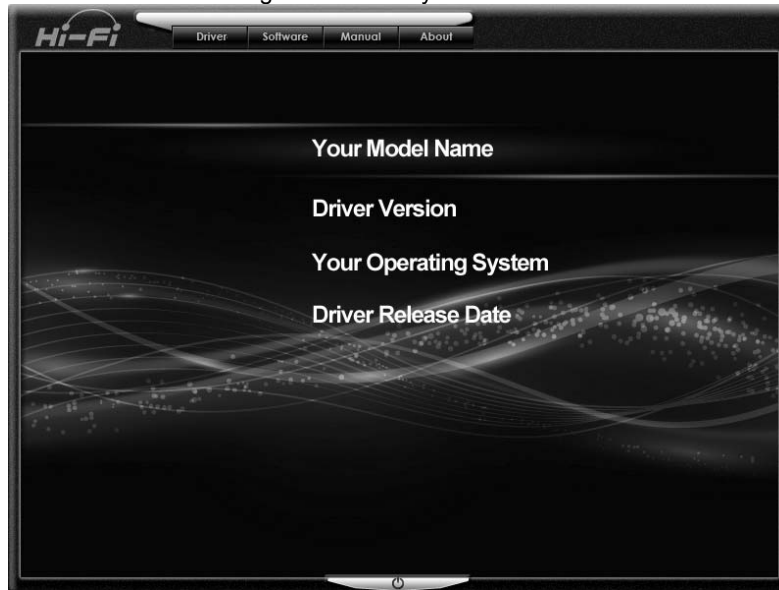 Hi-Fi
Driver Software Manual About
Your Model Name
Driver Version
Your Operating System
Driver Release Date